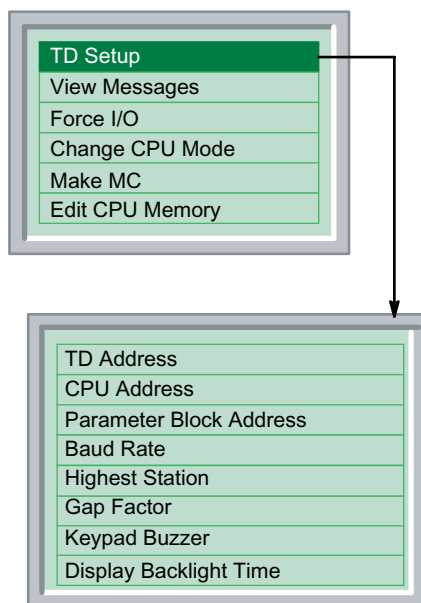 TD Setup
View Messages
Force I/O
Change CPU Mode
Make MC
Edit CPU Memory
TD Address
CPU Address
Parameter Block Address
Baud Rate
Highest Station
Gap Factor
Keypad Buzzer
Display Backlight Time